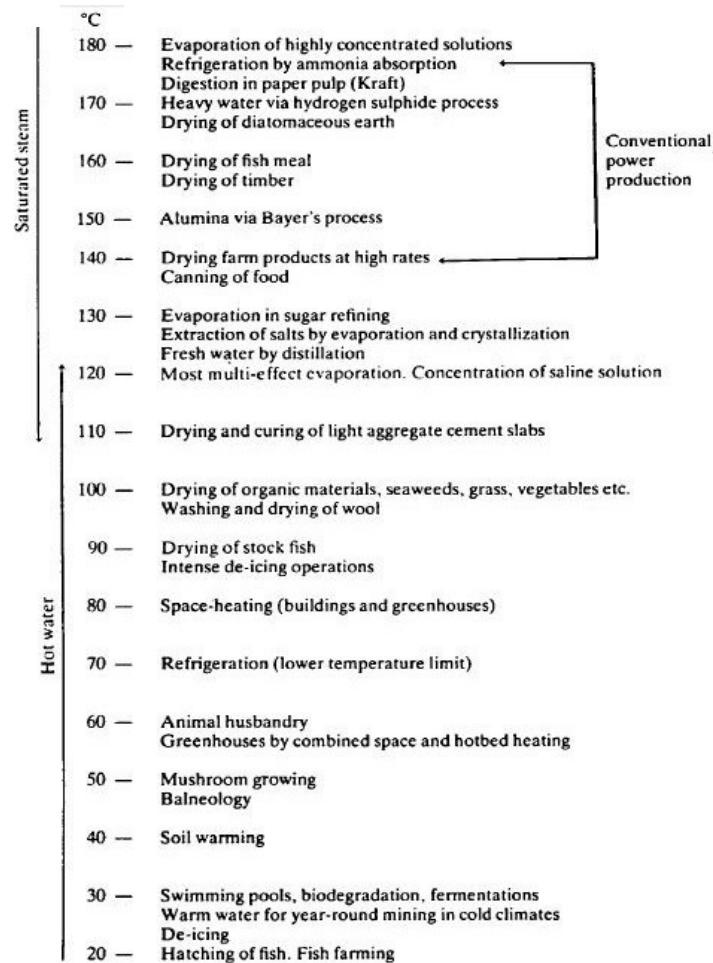 °C
180 — Evaporation of highly concentrated solutions
Refrigeration by ammonia absorption
Digestion in paper pulp (Kraft)
170 — Heavy water via hydrogen sulphide process
Drying of diatomaceous earth
160 — Drying of fish meal
Drying of timber
150 — Alumina via Bayer's process
140 — Drying farm products at high rates
Canning of food
130 — Evaporation in sugar refining
Extraction of salts by evaporation and crystallization
Fresh water by distillation
120 — Most multi-effect evaporation. Concentration of saline solution
110 — Drying and curing of light aggregate cement slabs
100 — Drying of organic materials, seaweeds, grass, vegetables etc.
Washing and drying of wool
90 — Drying of stock fish
Intense de-icing operations
80 — Space-heating (buildings and greenhouses)
70 — Refrigeration (lower temperature limit)
60 — Animal husbandry
Greenhouses by combined space and hotbed heating
50 — Mushroom growing
Balneology
40 — Soil warming
30 — Swimming pools, biodegradation, fermentations
Warm water for year-round mining in cold climates
De-icing
20 — Hatching of fish. Fish farming
Saturated steam
Hot water
Conventional
power
production